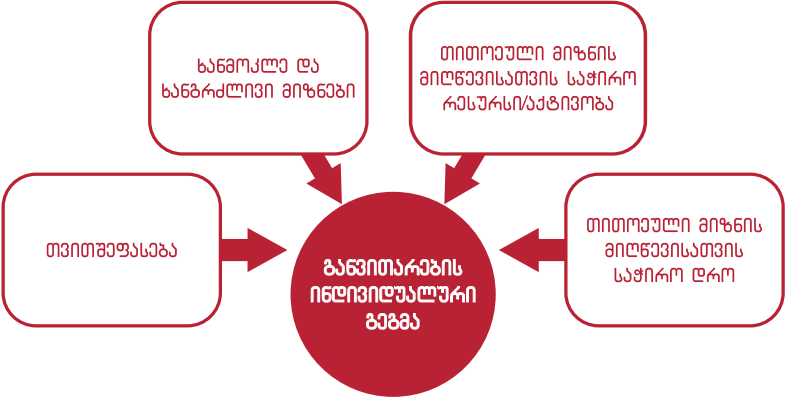 ხანმოკლე და
ხანგრძლივი მიზნები
თითოეული მიზნის
მიღწევისათვის საჭირო
რესურსი/აქტივობა
თვითშეფასება
თითოეული მიზნის
მიღწევისათვის
საჭირო დრო
განვითარების
ინდივიდუალური
გეგმა